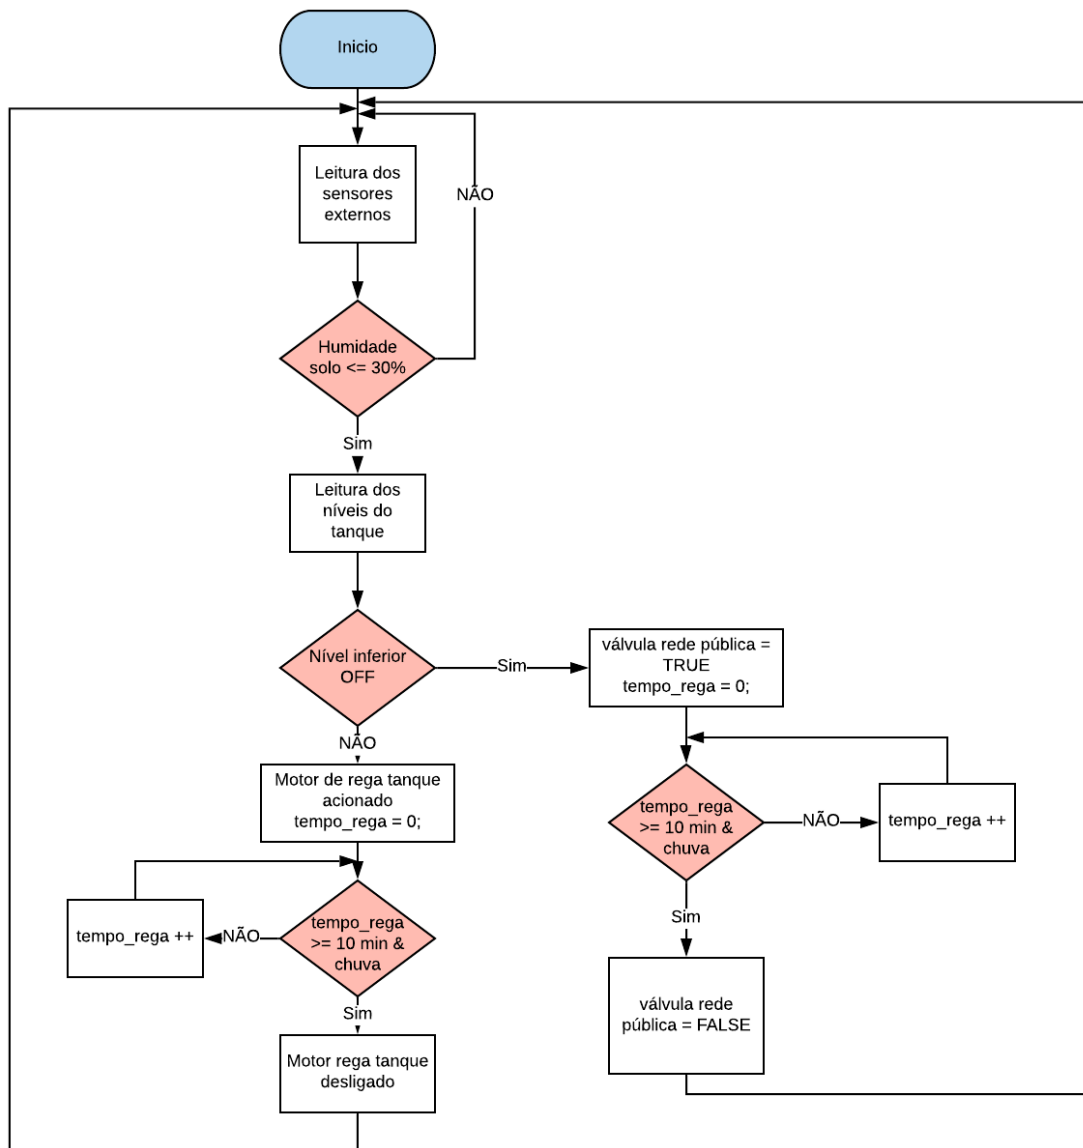 Inicio
Leitura dos
sensores
externos
NÃO
Humidade
solo <= 30%
Sim
Leitura dos
níveis do
tanque
Nível inferior
OFF
Sim
válvula rede pública =
TRUE
tempo_rega = 0;
NÃO
Motor de rega tanque
acionado
tempo_rega = 0;
tempo_rega
>= 10 min &
chuva
NÃO
tempo_rega ++
tempo_rega ++
NÃO
tempo_rega
>= 10 min &
chuva
Sim
válvula rede
pública = FALSE
Sim
Motor rega tanque
desligado